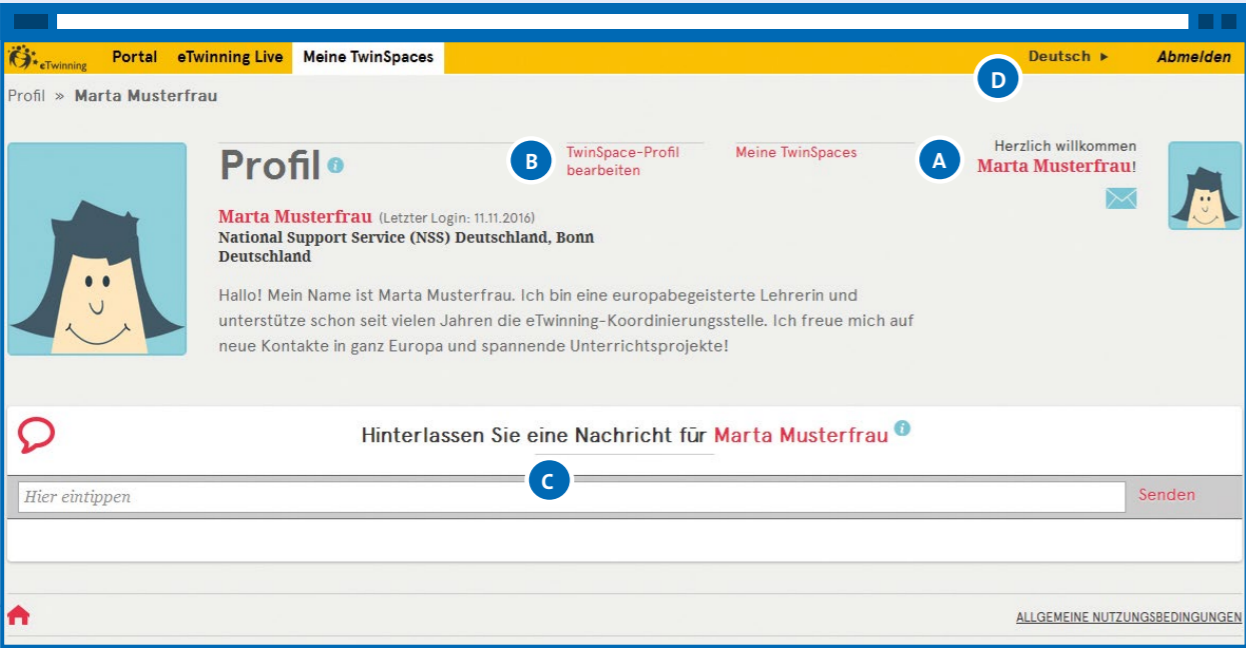 eTwinning Portal eTwinning Live Meine TwinSpaces Deutsch ► Abmelden
D
Profil » Marta Musterfrau
Profil i
B
TwinSpace-Profil
bearbeiten
Meine TwinSpaces
A
Herzlich willkommen
Marta Musterfrau!
Marta Musterfrau (Letzter Login: 11.11.2016)
National Support Service (NSS) Deutschland, Bonn
Deutschland
Hallo! Mein Name ist Marta Musterfrau. Ich bin eine europabegeisterte Lehrerin und
unterstütze schon seit vielen Jahren die eTwinning-Koordinierungsstelle. Ich freue mich auf
neue Kontakte in ganz Europa und spannende Unterrichtsprojekte!
Hinterlassen Sie eine Nachricht für Marta Musterfrau i
C
Hier eintippen Senden
ALLGEMEINE NUTZUNGSBEDINGUNGEN